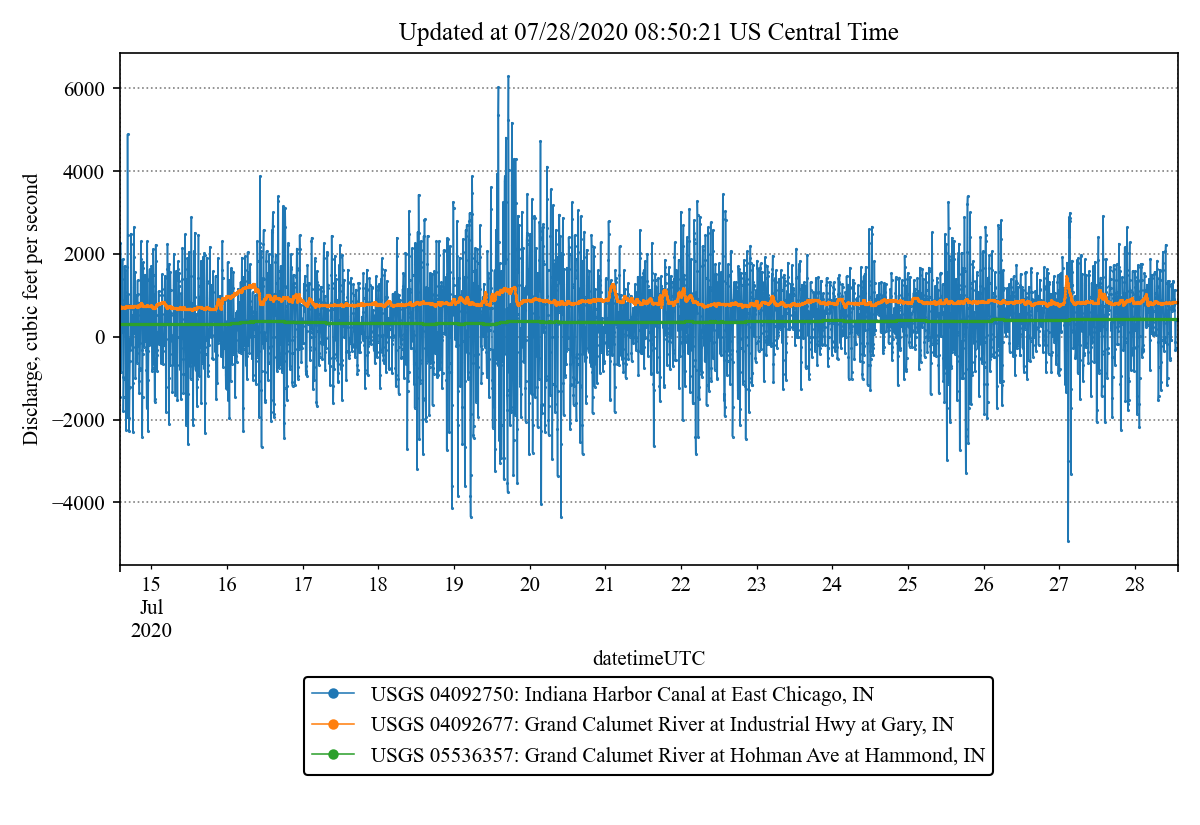 Updated at 07/28/2020 08:50:21 US Central Time
Discharge, cubic feet per second
6000
4000
2000
0
−2000
−4000
15 16 17 18 19 20 21 22 23 24 25 26 27 28
Jul
2020
datetimeUTC
USGS 04092750: Indiana Harbor Canal at East Chicago, IN
USGS 04092677: Grand Calumet River at Industrial Hwy at Gary, IN
USGS 05536357: Grand Calumet River at Hohman Ave at Hammond, IN